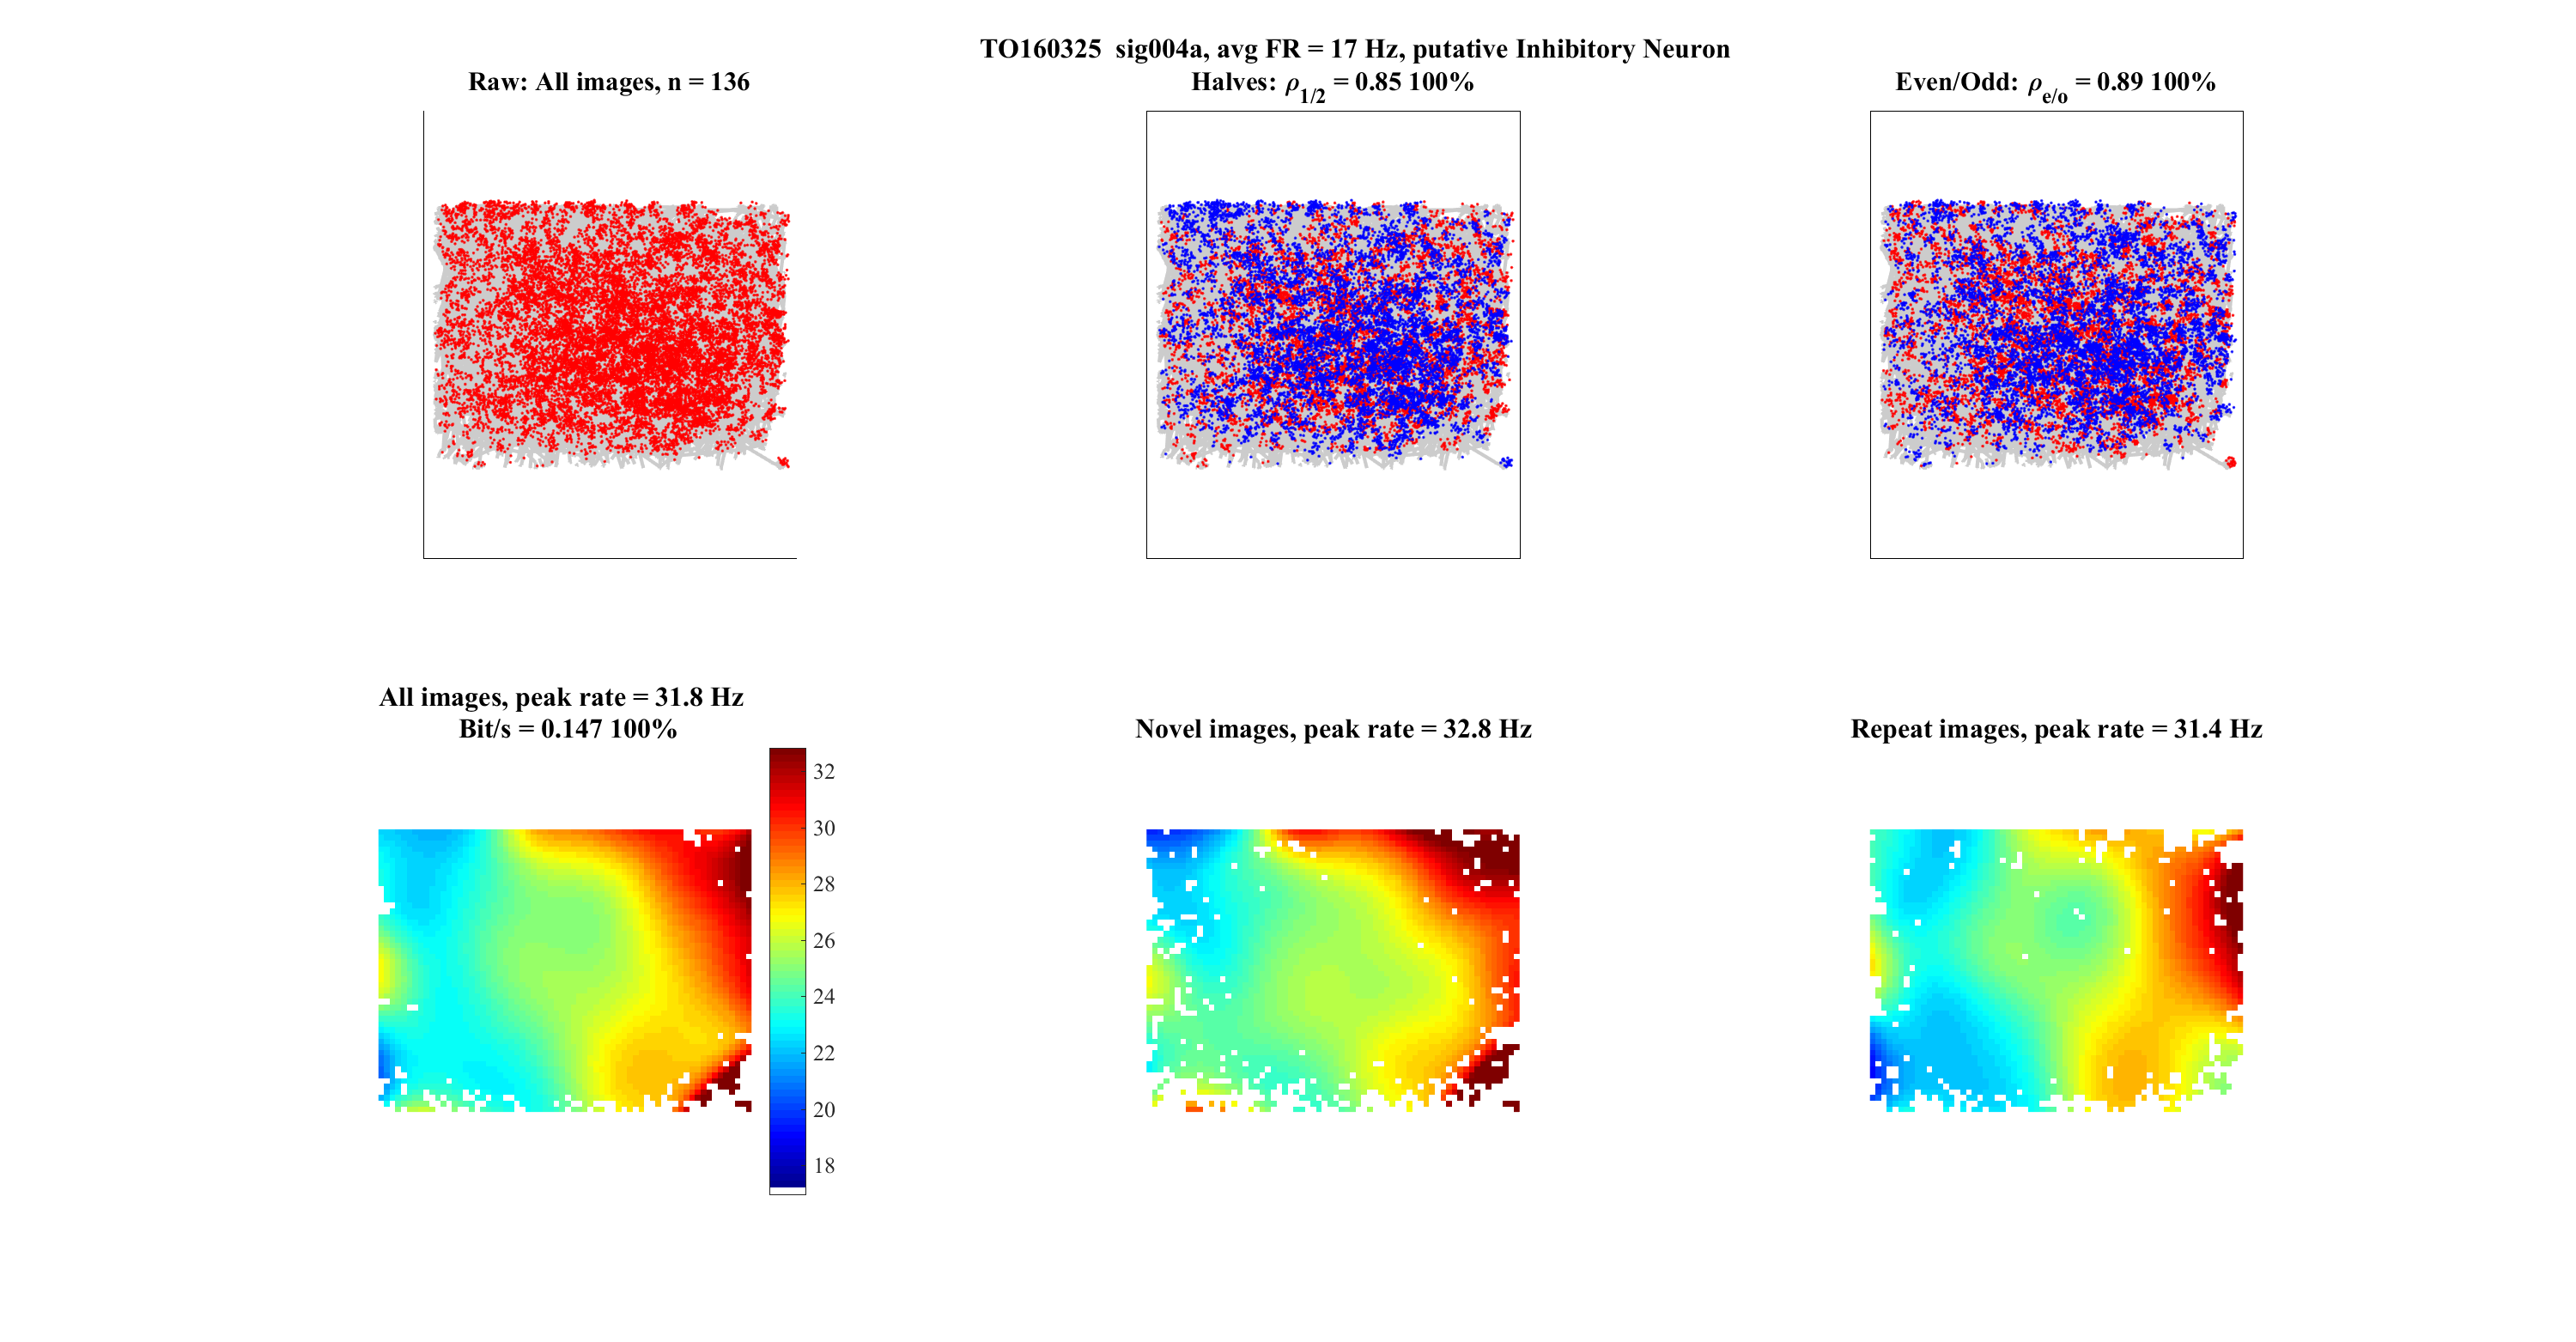 TO160325 sig004a, avg FR = 17 Hz, putative Inhibitory Neuron
Raw: All images, n = 136
Halves: ρ1/2 = 0.85 100%
Even/Odd: ρe/o = 0.89 100%
All images, peak rate = 31.8 Hz
Bit/s = 0.147 100%
Novel images, peak rate = 32.8 Hz
Repeat images, peak rate = 31.4 Hz
32
30
28
26
24
22
20
18